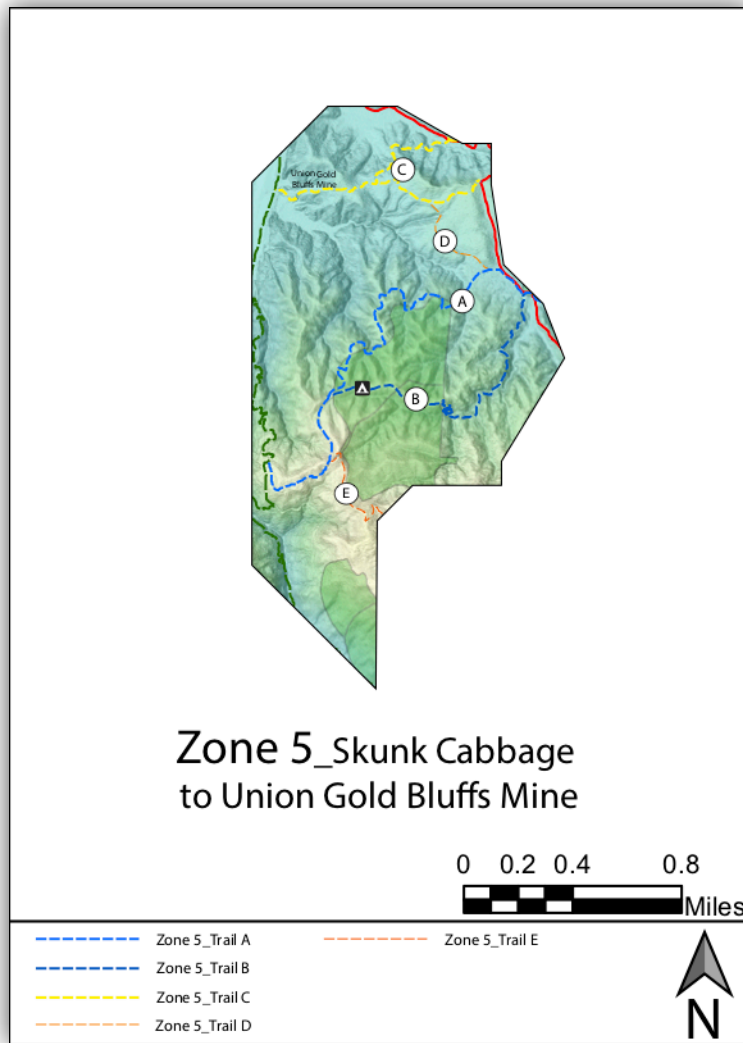 Union Gold
Bluffs Mine
C
D
A
B
E
Zone 5_Skunk Cabbage
to Union Gold Bluffs Mine
0 0.2 0.4 0.8
Miles
Zone 5_Trail A
Zone 5_Trail E
Zone 5_Trail B
Zone 5_Trail C
Zone 5_Trail D
N